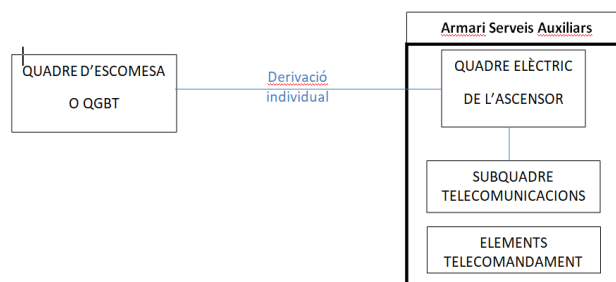 Armari Serveis Auxiliars
QUADRE D'ESCOMESA
O QGBT
Derivació
individual
QUADRE ELÈCTRIC
DE L'ASCENSOR
SUBQUADRE
TELECOMUNICACIONS
ELEMENTS
TELECOMANDAMENT